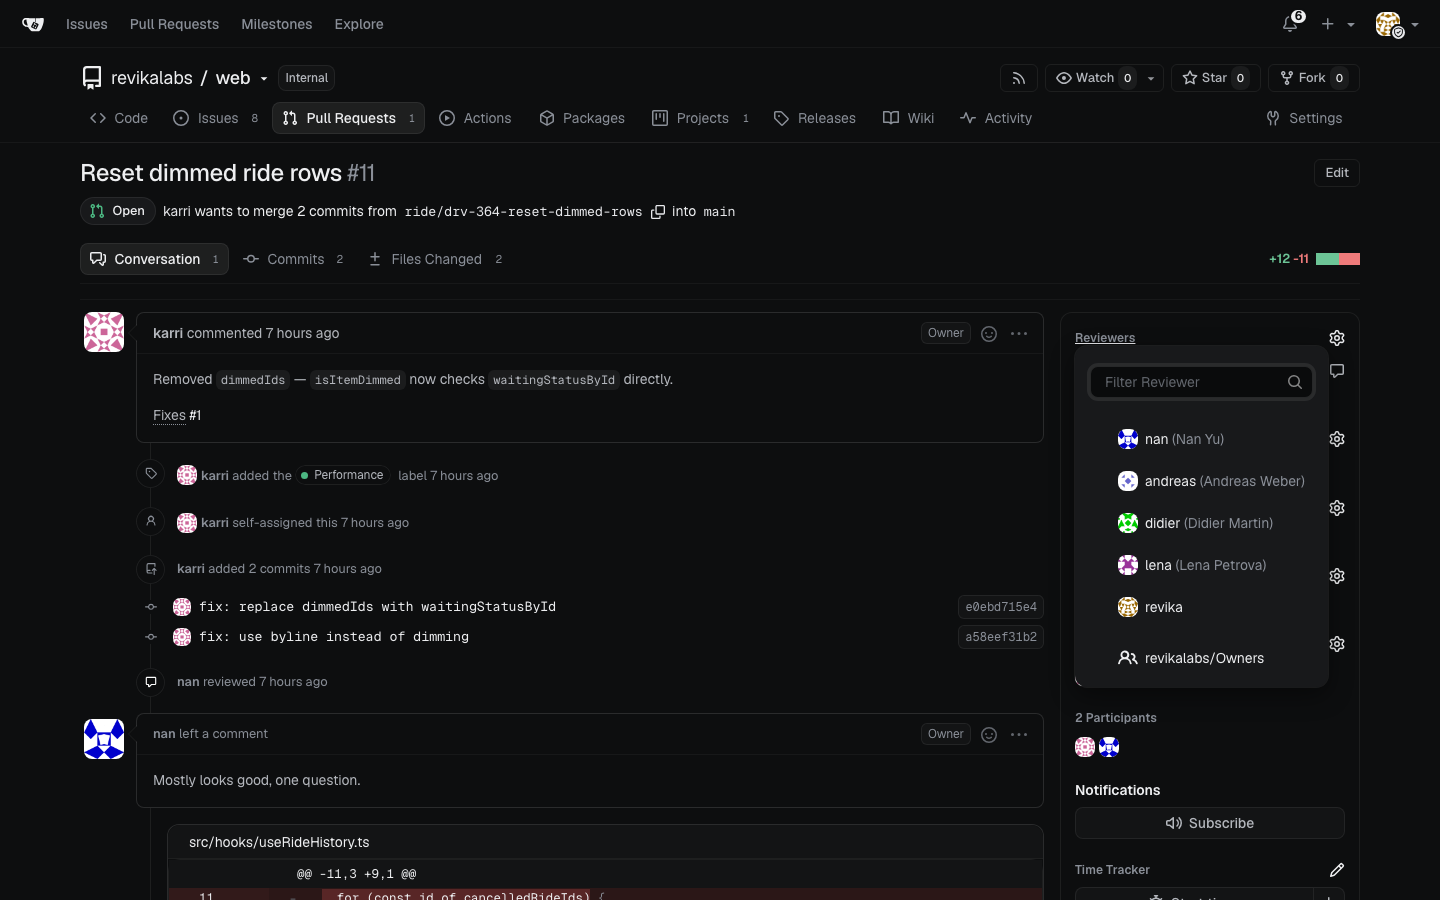 Issues Pull Requests Milestones Explore 6
revikalabs / web Internal Watch 0 Star 0 Fork 0
Code Issues 8 Pull Requests 1 Actions Packages Projects 1 Releases Wiki Activity Settings
Reset dimmed ride rows #11 Edit
Open karri wants to merge 2 commits from ride/drv-364-reset-dimmed-rows into main
Conversation 1 Commits 2 Files Changed 2 +12 -11
karri commented 7 hours ago Owner
Removed dimmedIds — isItemDimmed now checks waitingStatusById directly.
Fixes #1
karri added the Performance label 7 hours ago
karri self-assigned this 7 hours ago
karri added 2 commits 7 hours ago
fix: replace dimmedIds with waitingStatusById e0ebd715e4
fix: use byline instead of dimming a58eef31b2
nan reviewed 7 hours ago
nan left a comment Owner
Mostly looks good, one question.
src/hooks/useRideHistory.ts
@@ -11,3 +9,1 @@
11 - for (const id of cancelledRideIds) {
Reviewers
Filter Reviewer
nan (Nan Yu)
andreas (Andreas Weber)
didier (Didier Martin)
lena (Lena Petrova)
revika
revikalabs/Owners
2 Participants
Notifications
Subscribe
Time Tracker